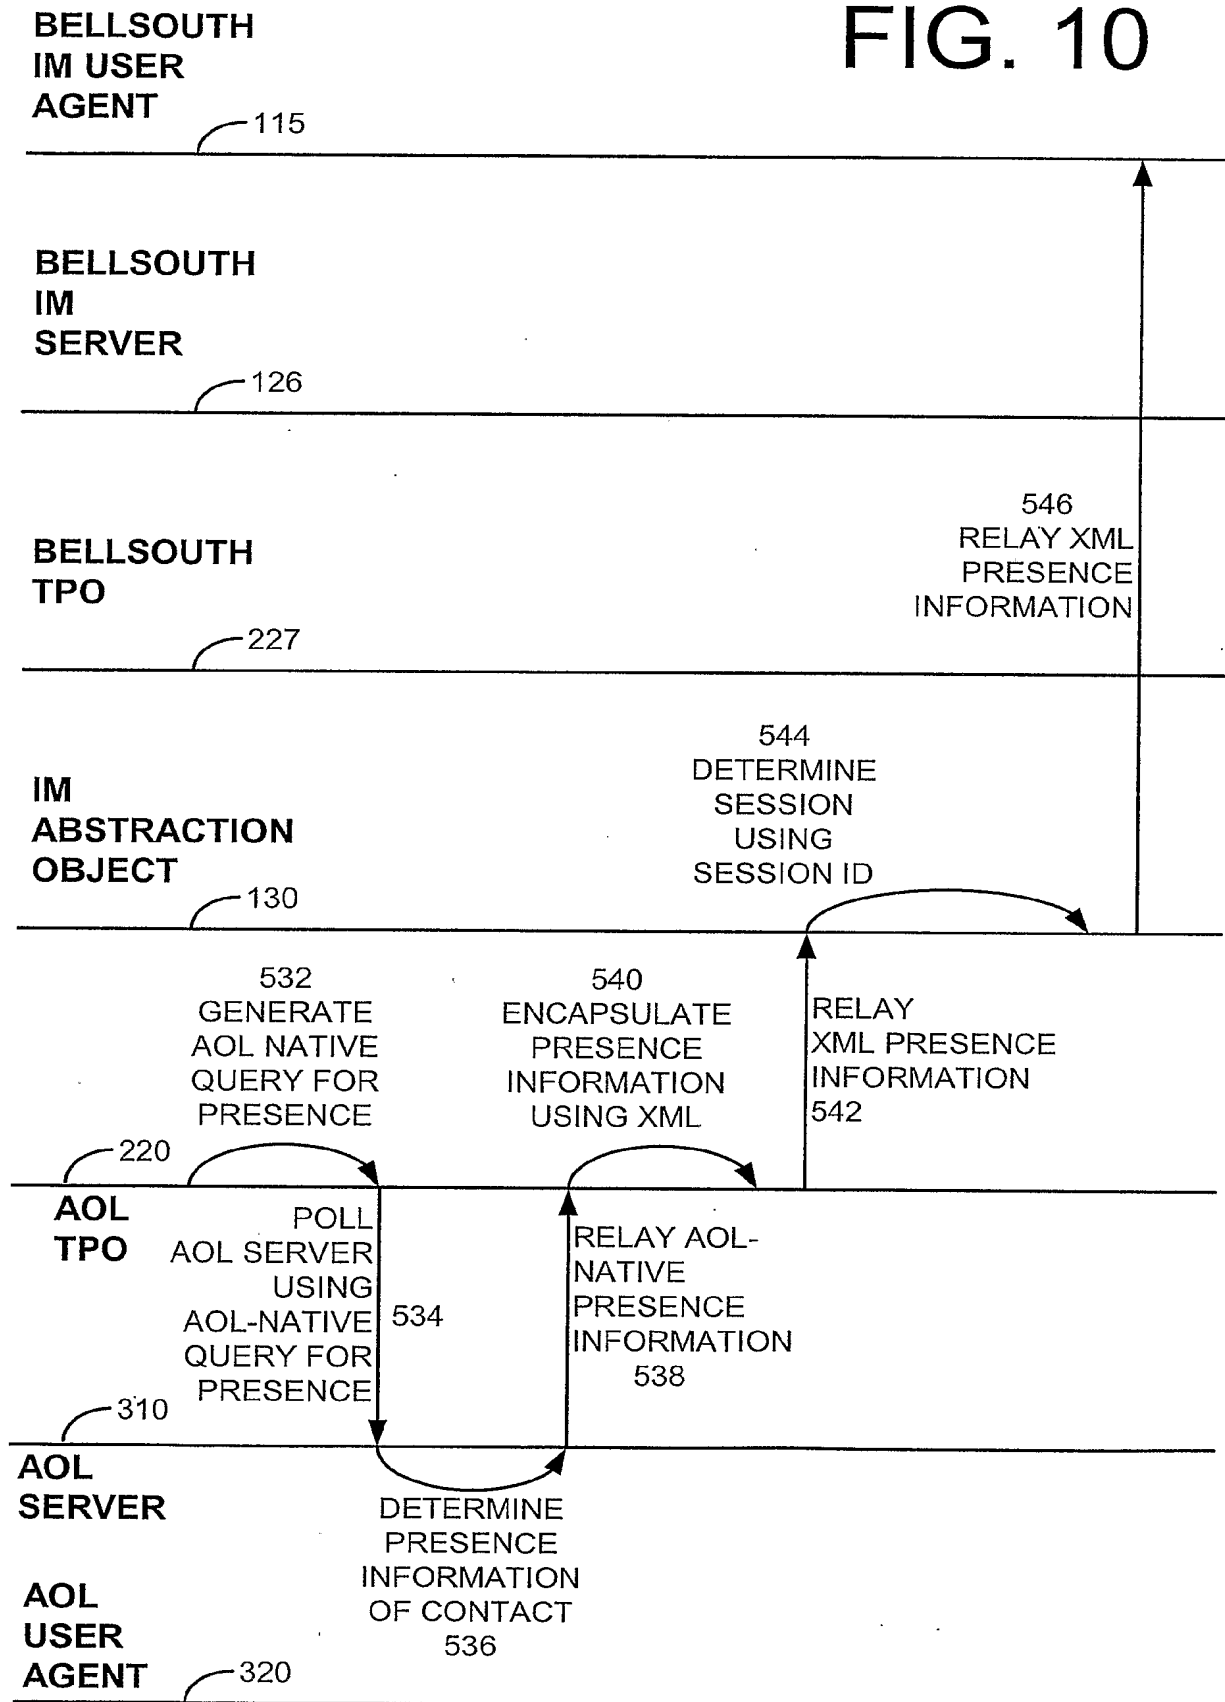 FIG. 10
BELLSOUTH
IM USER
AGENT
115
BELLSOUTH
IM
SERVER
126
546
RELAY XML
PRESENCE
INFORMATION
BELLSOUTH
TPO
227
544
DETERMINE
SESSION
USING
SESSION ID
IM
ABSTRACTION
OBJECT
130
532
GENERATE
AOL NATIVE
QUERY FOR
PRESENCE
540
ENCAPSULATE
PRESENCE
INFORMATION
USING XML
RELAY
XML PRESENCE
INFORMATION
542
220
AOL
TPO
POLL
AOL SERVER
USING
AOL-NATIVE
QUERY FOR
PRESENCE
534
RELAY AOL-
NATIVE
PRESENCE
INFORMATION
538
310
AOL
SERVER
DETERMINE
PRESENCE
INFORMATION
OF CONTACT
536
AOL
USER
AGENT
320